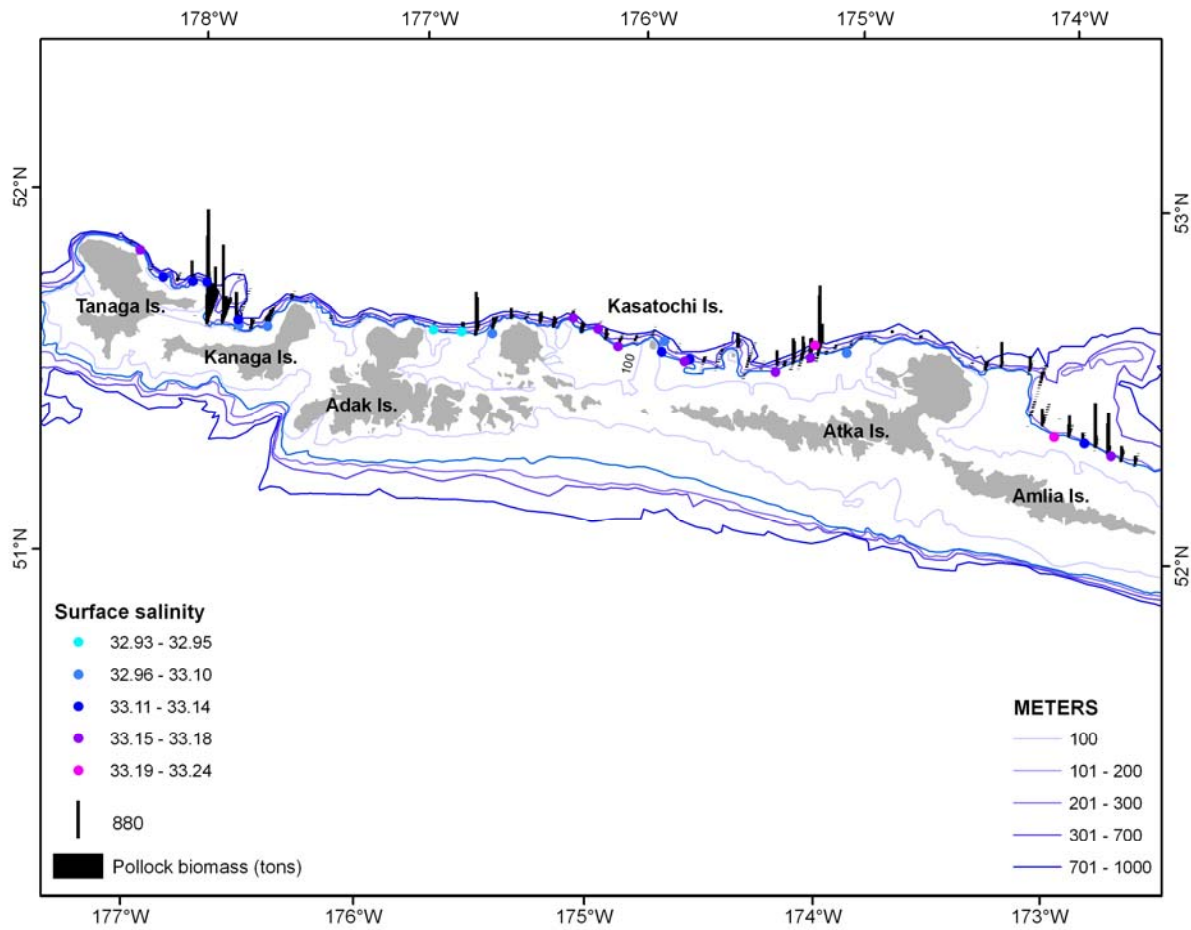 178°W 177°W 176°W 175°W 174°W
52°N
53°N
Tanaga Is.
Kasatochi Is.
Kanaga Is.
100
Adak Is.
Atka Is.
Amlia Is.
51°N
52°N
Surface salinity
32.93 - 32.95
32.96 - 33.10
33.11 - 33.14
33.15 - 33.18
33.19 - 33.24
880
Pollock biomass (tons)
METERS
100
101 - 200
201 - 300
301 - 700
701 - 1000
177°W 176°W 175°W 174°W 173°W